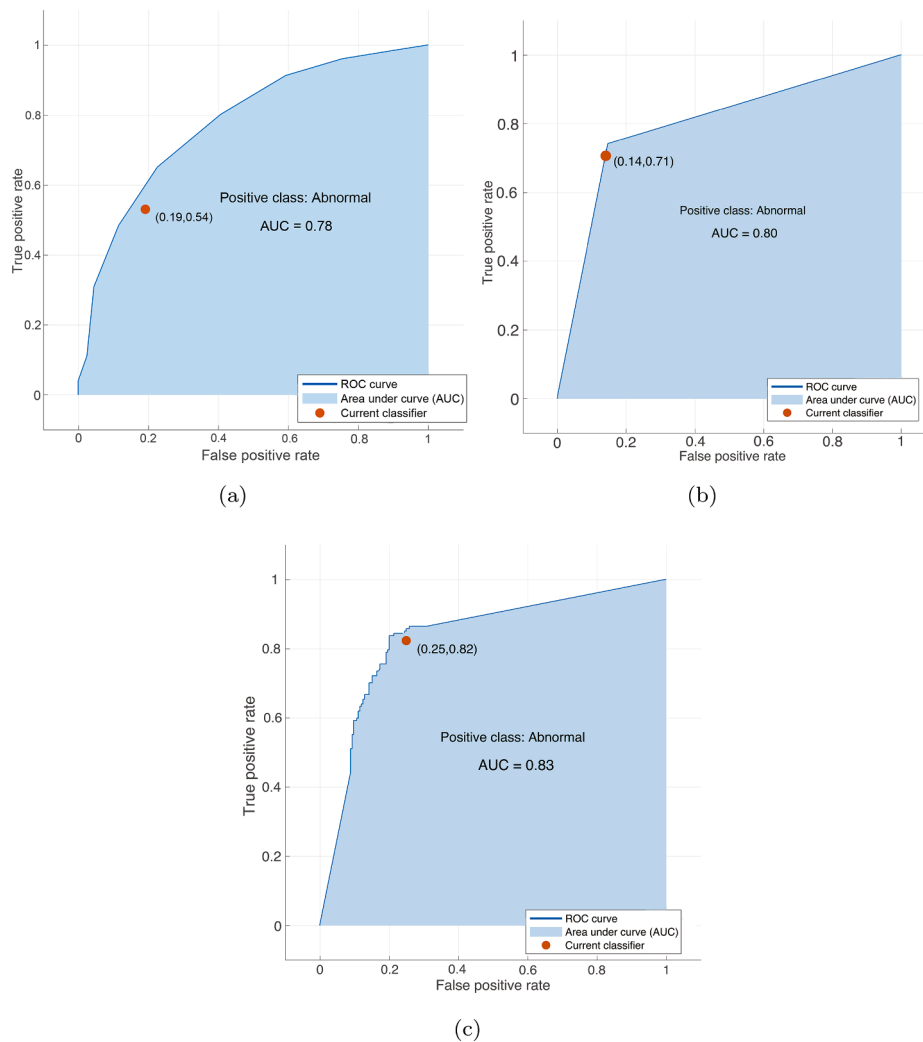 1
0.8
0.6
0.4
0.2
0
True positive rate
(0.19,0.54)
Positive class: Abnormal
AUC = 0.78
ROC curve
Area under curve (AUC)
Current classifier
0 0.2 0.4 0.6 0.8 1
False positive rate
(a)
1
0.8
0.6
0.4
0.2
0
True positive rate
(0.14,0.71)
Positive class: Abnormal
AUC = 0.80
ROC curve
Area under curve (AUC)
Current classifier
0 0.2 0.4 0.6 0.8 1
False positive rate
(b)
1
0.8
0.6
0.4
0.2
0
True positive rate
(0.25,0.82)
Positive class: Abnormal
AUC = 0.83
ROC curve
Area under curve (AUC)
Current classifier
0 0.2 0.4 0.6 0.8 1
False positive rate
(c)